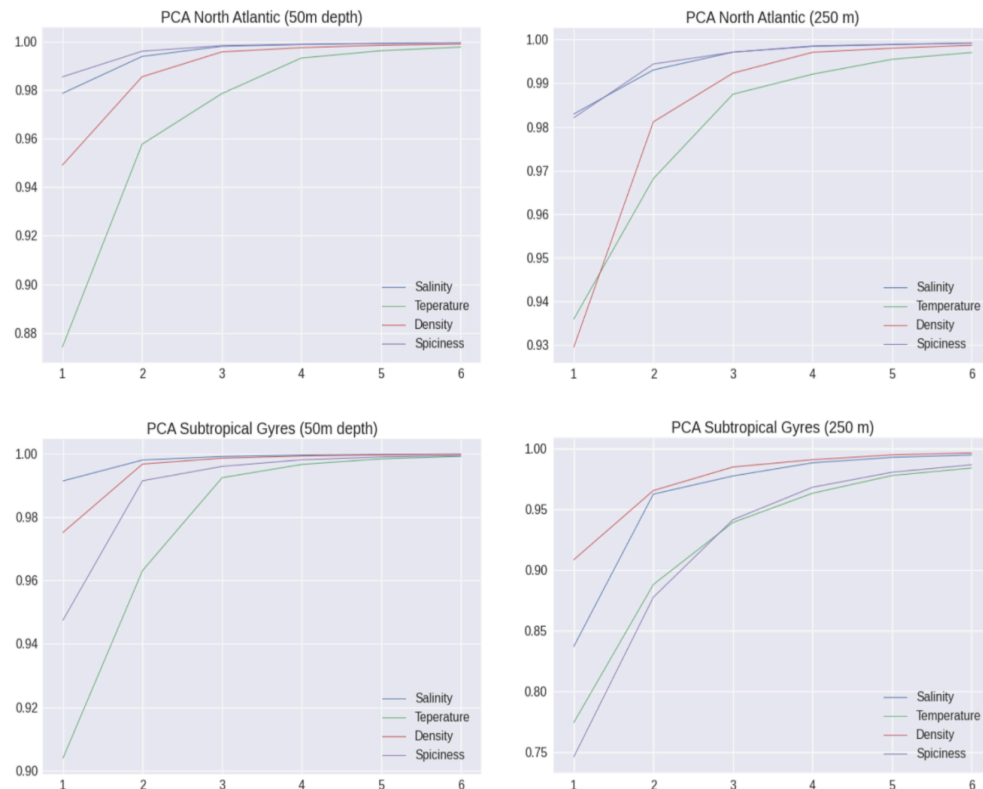 PCA North Atlantic (50m depth)
1.00
0.98
0.96
0.94
0.92
0.90
0.88
Salinity
Teperature
Density
Spiciness
1 2 3 4 5 6
PCA North Atlantic (250 m)
1.00
0.99
0.98
0.97
0.96
0.95
0.94
0.93
Salinity
Temperature
Density
Spiciness
1 2 3 4 5 6
PCA Subtropical Gyres (50m depth)
1.00
0.98
0.96
0.94
0.92
0.90
Salinity
Teperature
Density
Spiciness
1 2 3 4 5 6
PCA Subtropical Gyres (250 m)
1.00
0.95
0.90
0.85
0.80
0.75
Salinity
Temperature
Density
Spiciness
1 2 3 4 5 6